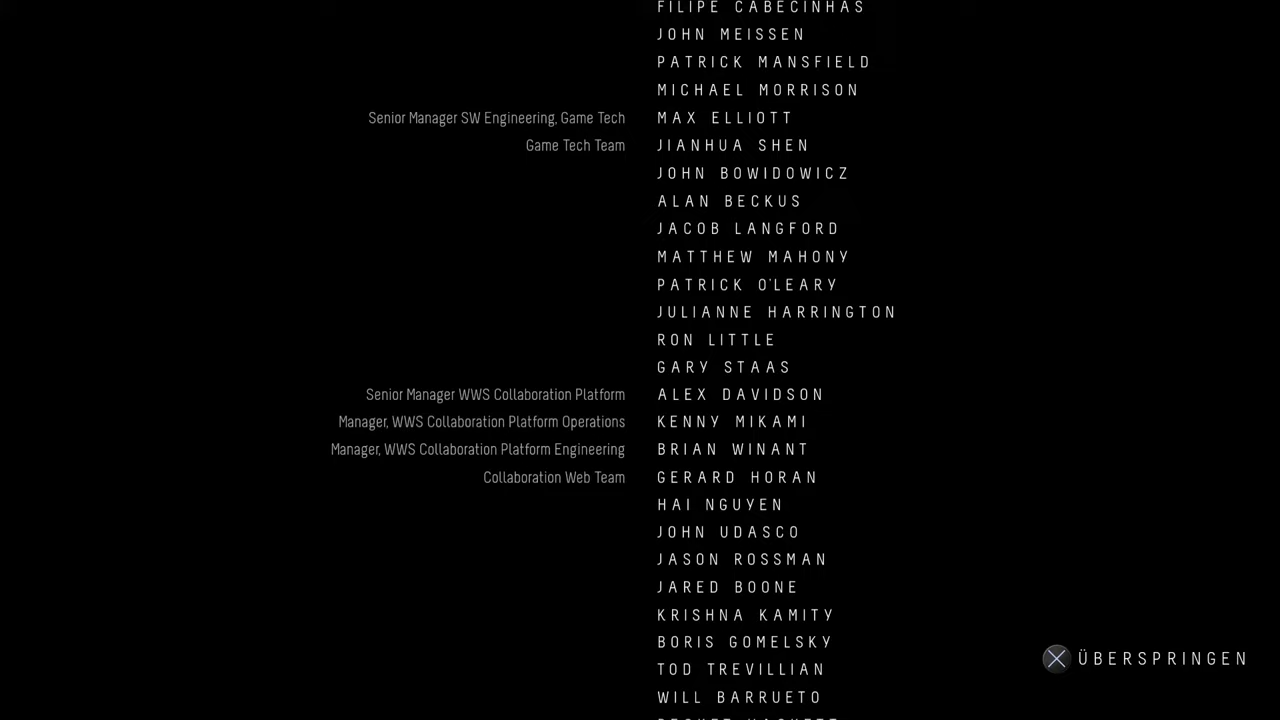 FILIPE CABECINHAS
JOHN MEISSEN
PATRICK MANSFIELD
MICHAEL MORRISON
Senior Manager SW Engineering, Game Tech MAX ELLIOTT
Game Tech Team JIANHUA SHEN
JOHN BOWIDOWICZ
ALAN BECKUS
JACOB LANGFORD
MATTHEW MAHONY
PATRICK O'LEARY
JULIANNE HARRINGTON
RON LITTLE
GARY STAAS
Senior Manager WWS Collaboration Platform ALEX DAVIDSON
Manager, WWS Collaboration Platform Operations KENNY MIKAMI
Manager, WWS Collaboration Platform Engineering BRIAN WINANT
Collaboration Web Team GERARD HORAN
HAI NGUYEN
JOHN UDASCO
JASON ROSSMAN
JARED BOONE
KRISHNA KAMITY
BORIS GOMELSKY
ÜBERSPRINGEN
TOD TREVILLIAN
WILL BARRUETO